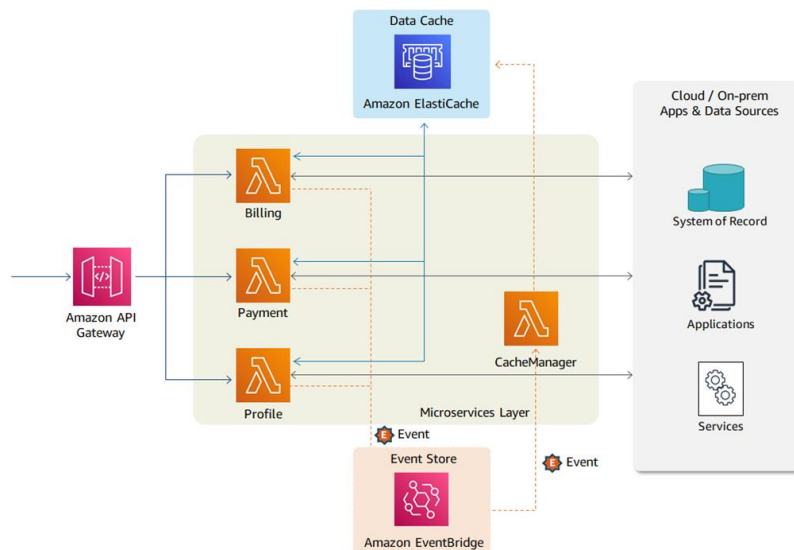 Data Cache
Amazon ElastiCache
Cloud / On-prem
Apps & Data Sources
Billing
System of Record
Amazon API
Gateway
Payment
Applications
CacheManager
Profile
Microservices Layer
Services
E Event
Event Store
E Event
Amazon EventBridge